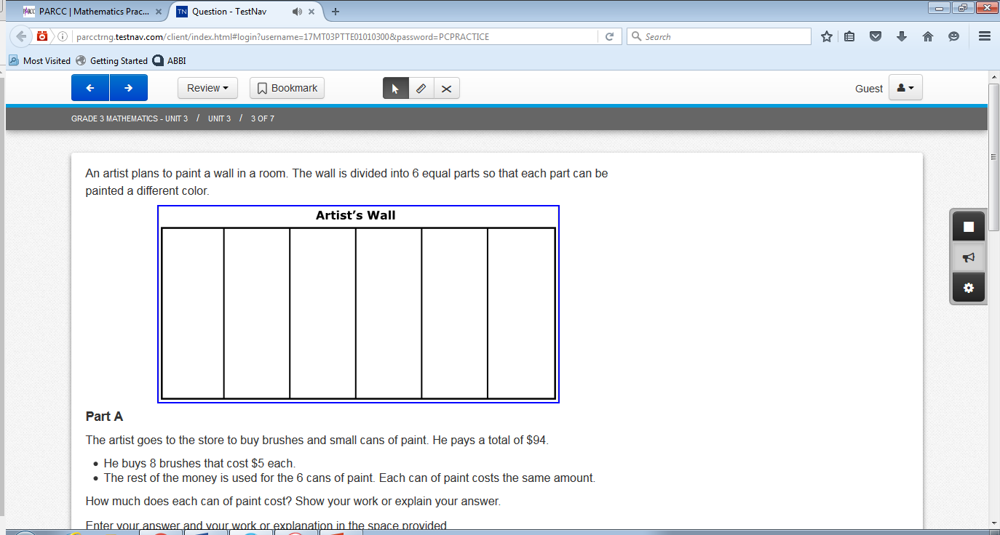 PARCC | Mathematics Prac...
TN Question - TestNav
parcctrng.testnav.com/client/index.html#login?username=17MT03PTTE01010300&password=PCPRACTICE
Search
Most Visited Getting Started ABBI
Review Bookmark Guest
GRADE 3 MATHEMATICS - UNIT 3 / UNIT 3 / 3 OF 7
An artist plans to paint a wall in a room. The wall is divided into 6 equal parts so that each part can be
painted a different color.
Artist's Wall
Part A
The artist goes to the store to buy brushes and small cans of paint. He pays a total of $94.
• He buys 8 brushes that cost $5 each.
• The rest of the money is used for the 6 cans of paint. Each can of paint costs the same amount.
How much does each can of paint cost? Show your work or explain your answer.
Enter your answer and your work or explanation in the space provided